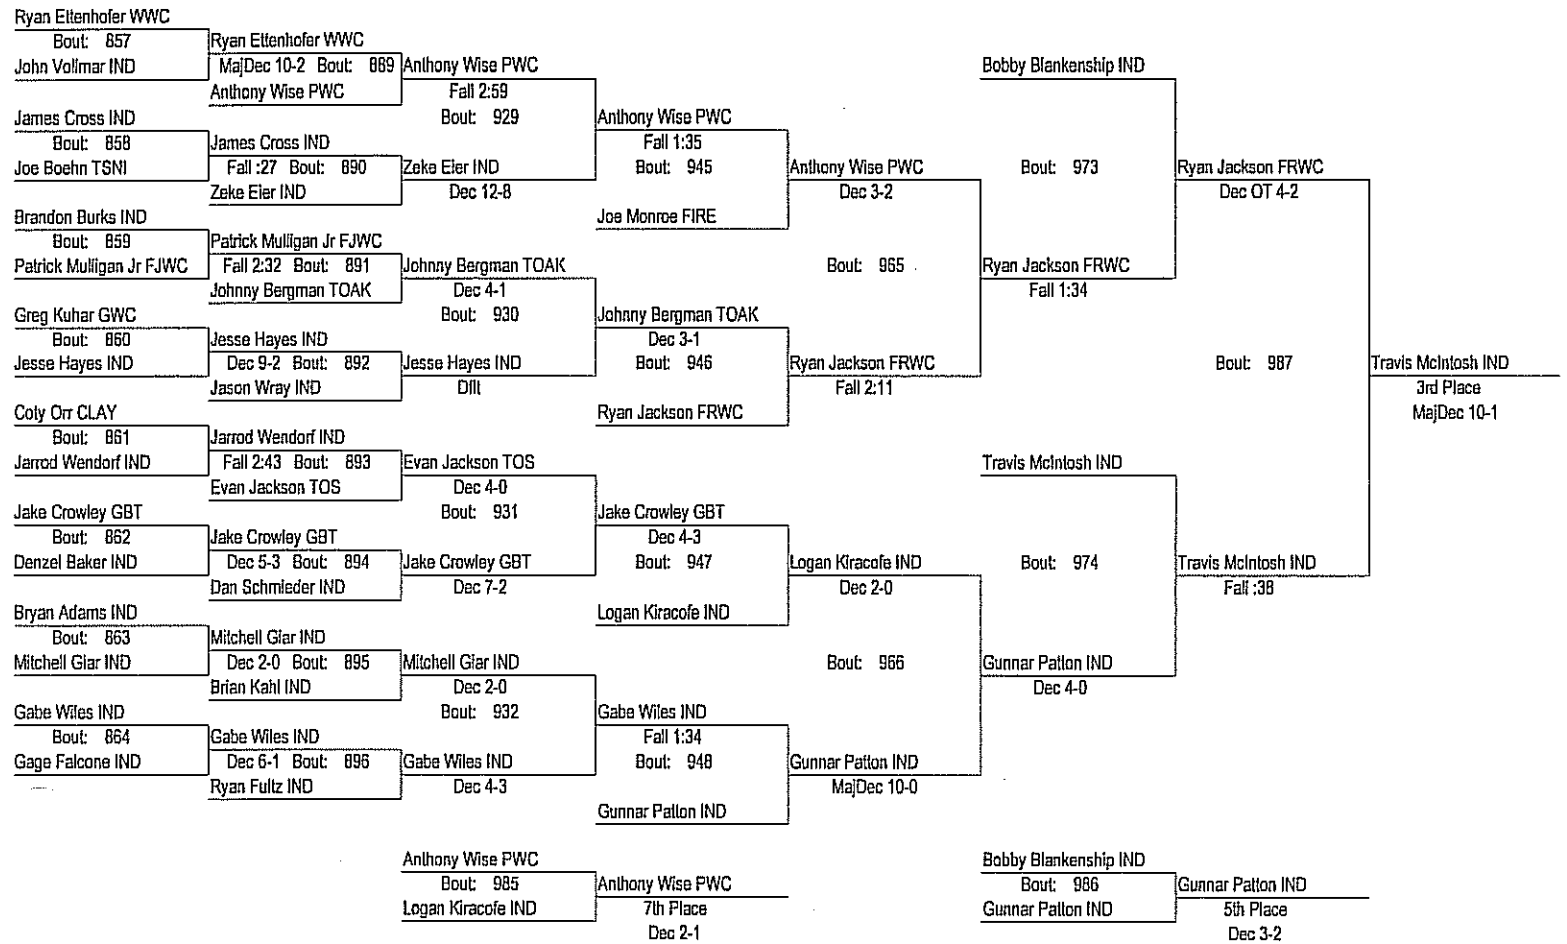 Ryan Ettenhofer WWC
Bout: 857
John Vollmar IND
James Cross IND
Bout: 858
Joe Boehn TSNI
Brandon Burks IND
Bout: 859
Patrick Mulligan Jr FJWC
Greg Kuhar GWC
Bout: 860
Jesse Hayes IND
Coly Orr CLAY
Bout: 861
Jarrod Wendorf IND
Jake Crowley GBT
Bout: 862
Denzel Baker IND
Bryan Adams IND
Bout: 863
Mitchell Giar IND
Gabe Wiles IND
Bout: 864
Gage Falcone IND
Ryan Ettenhofer WWC
MajDec 10-2 Bout: 889
Anthony Wise PWC
James Cross IND
Fall :27 Bout: 890
Zeke Eier IND
Patrick Mulligan Jr FJWC
Fall 2:32 Bout: 891
Johnny Bergman TOAK
Jesse Hayes IND
Dec 9-2 Bout: 892
Jason Wray IND
Jarrod Wendorf IND
Fall 2:43 Bout: 893
Evan Jackson TOS
Jake Crowley GBT
Dec 5-3 Bout: 894
Dan Schmieder IND
Mitchell Giar IND
Dec 2-0 Bout: 895
Brian Kahl IND
Gabe Wiles IND
Dec 6-1 Bout: 896
Ryan Fultz IND
Anthony Wise PWC
Fall 2:59
Bout: 929
Zeke Eier IND
Dec 12-8
Johnny Bergman TOAK
Dec 4-1
Bout: 930
Jesse Hayes IND
Dflt
Evan Jackson TOS
Dec 4-0
Bout: 931
Jake Crowley GBT
Dec 7-2
Mitchell Giar IND
Dec 2-0
Bout: 932
Gabe Wiles IND
Dec 4-3
Anthony Wise PWC
Fall 1:35
Bout: 945
Joe Monroe FIRE
Johnny Bergman TOAK
Dec 3-1
Bout: 946
Ryan Jackson FRWC
Jake Crowley GBT
Dec 4-3
Bout: 947
Logan Kiracofe IND
Gabe Wiles IND
Fall 1:34
Bout: 948
Gunnar Patton IND
Anthony Wise PWC
Dec 3-2
Bout: 965
Ryan Jackson FRWC
Fall 2:11
Logan Kiracofe IND
Dec 2-0
Bout: 966
Gunnar Patton IND
MajDec 10-0
Bobby Blankenship IND
Bout: 973
Ryan Jackson FRWC
Fall 1:34
Travis McIntosh IND
Bout: 974
Gunnar Patton IND
Dec 4-0
Ryan Jackson FRWC
Dec OT 4-2
Bout: 987
Travis McIntosh IND
Fall :38
Travis McIntosh IND
3rd Place
MajDec 10-1
Anthony Wise PWC
Bout: 985
Logan Kiracofe IND
Anthony Wise PWC
7th Place
Dec 2-1
Bobby Blankenship IND
Bout: 986
Gunnar Patton IND
Gunnar Patton IND
5th Place
Dec 3-2